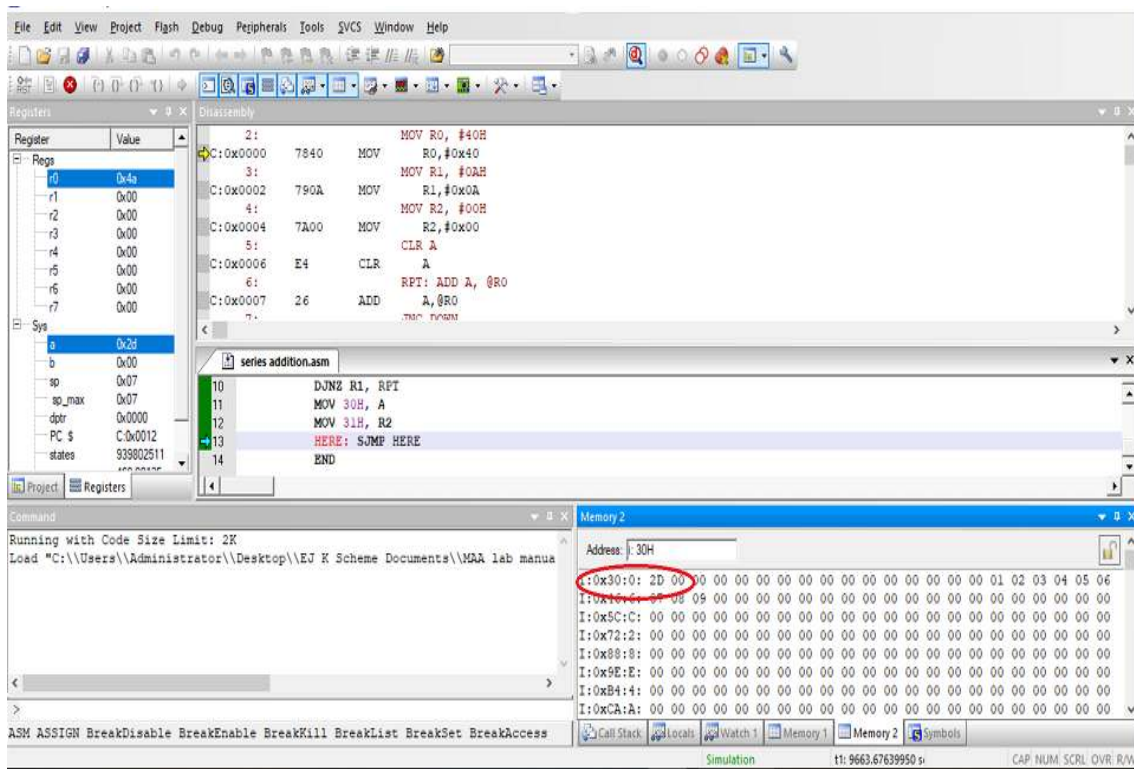 File Edit View Project Flash Debug Peripherals Tools SVCS Window Help
Registers
Disassembly
Register Value
Regs
r0 0x4a
r1 0x00
r2 0x00
r3 0x00
r4 0x00
r5 0x00
r6 0x00
r7 0x00
Sys
a 0x2d
b 0x00
sp 0x07
sp_max 0x07
dptr 0x0000
PC $ C:0x0012
states 939802511
Project Registers
2: MOV R0, #40H
C:0x0000 7840 MOV R0,#0x40
3: MOV R1, #0AH
C:0x0002 790A MOV R1,#0x0A
4: MOV R2, #00H
C:0x0004 7A00 MOV R2,#0x00
5: CLR A
C:0x0006 E4 CLR A
6: RPT: ADD A, @R0
C:0x0007 26 ADD A,@R0
7: JNC DOWN
series addition.asm
10 DJNZ R1, RPT
11 MOV 30H, A
12 MOV 31H, R2
13 HERE: SJMP HERE
14 END
Command
Running with Code Size Limit: 2K
Load "C:\\Users\\Administrator\\Desktop\\EJ K Scheme Documents\\MAA lab manua
>
ASM ASSIGN BreakDisable BreakEnable BreakKill BreakList BreakSet BreakAccess
Memory 2
Address: i: 30H
I:0x30:0: 2D 00 00 00 00 00 00 00 00 00 00 00 00 00 00 00 01 02 03 04 05 06
07 08 09 00 00 00 00 00 00 00 00 00 00 00 00 00 00 00 00 00 00 00
I:0x5C:C: 00 00 00 00 00 00 00 00 00 00 00 00 00 00 00 00 00 00 00 00 00 00
I:0x72:2: 00 00 00 00 00 00 00 00 00 00 00 00 00 00 00 00 00 00 00 00 00 00
I:0x88:8: 00 00 00 00 00 00 00 00 00 00 00 00 00 00 00 00 00 00 00 00 00 00
I:0x9E:E: 00 00 00 00 00 00 00 00 00 00 00 00 00 00 00 00 00 00 00 00 00 00
I:0xB4:4: 00 00 00 00 00 00 00 00 00 00 00 00 00 00 00 00 00 00 00 00 00 00
I:0xCA:A: 00 00 00 00 00 00 00 00 00 00 00 00 00 00 00 00 00 00 00 00 00 00
Call Stack Locals Watch 1 Memory 1 Memory 2 Symbols
Simulation t1: 9663.67639950 s CAP NUM SCRL OVR R/W